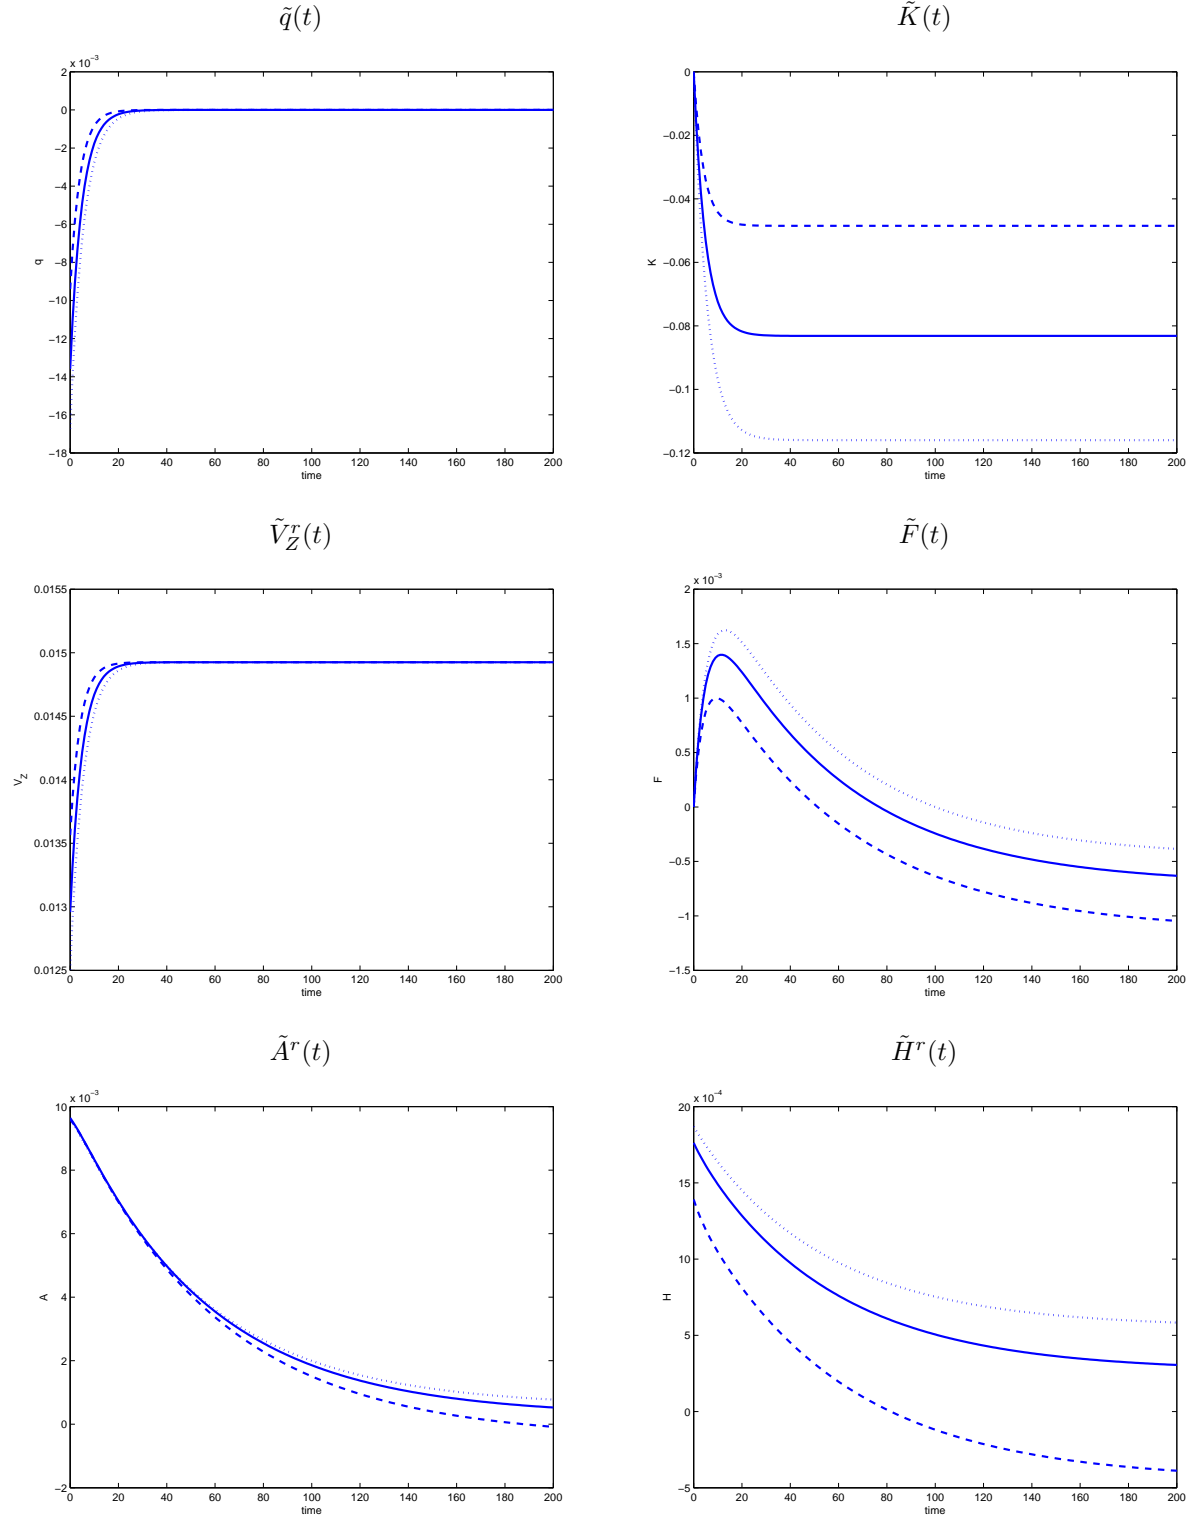 q̃(t)
x 10⁻³
2
0
−2
−4
−6
−8
−10
−12
−14
−16
−18
q
0 20 40 60 80 100 120 140 160 180 200
time
K̃(t)
0
−0.02
−0.04
−0.06
−0.08
−0.1
−0.12
K
0 20 40 60 80 100 120 140 160 180 200
time
Ṽ_Z^r(t)
0.0155
0.015
0.0145
0.014
0.0135
0.013
0.0125
V_Z
0 20 40 60 80 100 120 140 160 180 200
time
F̃(t)
x 10⁻³
2
1.5
1
0.5
0
−0.5
−1
−1.5
F
0 20 40 60 80 100 120 140 160 180 200
time
Ã^r(t)
x 10⁻³
10
8
6
4
2
0
−2
A
0 20 40 60 80 100 120 140 160 180 200
time
H̃^r(t)
x 10⁻⁴
20
15
10
5
0
−5
H
0 20 40 60 80 100 120 140 160 180 200
time